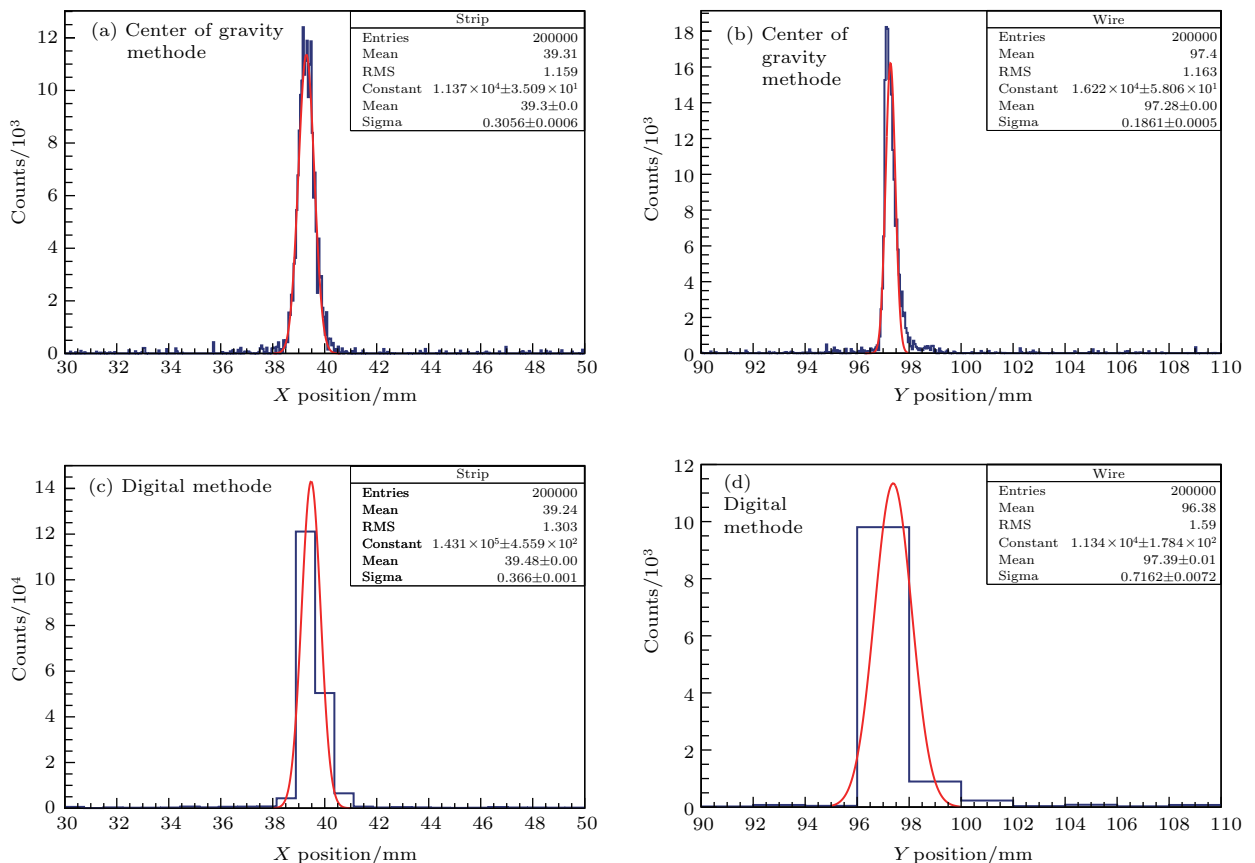 (a) Center of gravity
methode
Strip
Entries 200000
Mean 39.31
RMS 1.159
Constant 1.137×10⁴±3.509×10¹
Mean 39.3±0.0
Sigma 0.3056±0.0006
Counts/10³
12
10
8
6
4
2
0
30 32 34 36 38 40 42 44 46 48 50
X position/mm
(b) Center of
gravity
methode
Wire
Entries 200000
Mean 97.4
RMS 1.163
Constant 1.622×10⁴±5.806×10¹
Mean 97.28±0.00
Sigma 0.1861±0.0005
Counts/10³
18
16
14
12
10
8
6
4
2
0
90 92 94 96 98 100 102 104 106 108 110
Y position/mm
(c) Digital methode
Strip
Entries 200000
Mean 39.24
RMS 1.303
Constant 1.431×10⁵±4.559×10²
Mean 39.48±0.00
Sigma 0.366±0.001
Counts/10⁴
14
12
10
8
6
4
2
0
30 32 34 36 38 40 42 44 46 48 50
X position/mm
(d)
Digital
methode
Wire
Entries 200000
Mean 96.38
RMS 1.59
Constant 1.134×10⁴±1.784×10²
Mean 97.39±0.01
Sigma 0.7162±0.0072
Counts/10³
12
10
8
6
4
2
0
90 92 94 96 98 100 102 104 106 108 110
Y position/mm